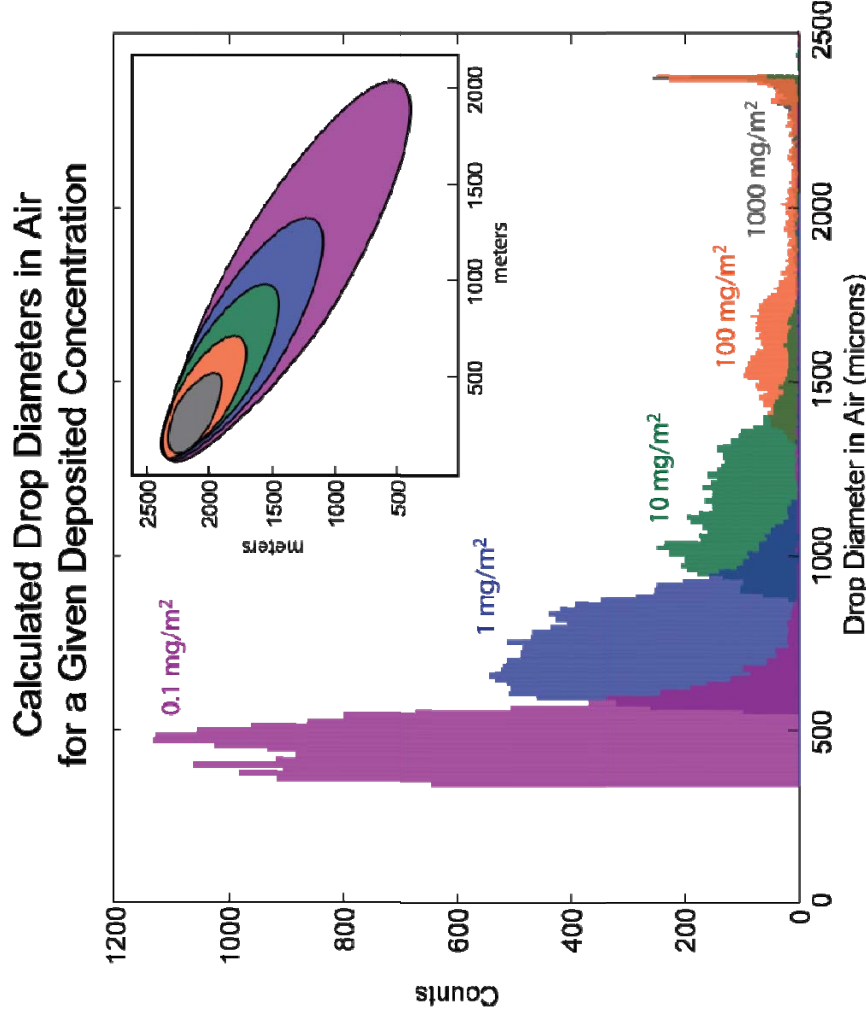 Calculated Drop Diameters in Air
for a Given Deposited Concentration
1200
1000
800
600
400
200
0
Counts
0.1 mg/m²
1 mg/m²
10 mg/m²
100 mg/m²
1000 mg/m²
2500
2000
1500
1000
500
meters
500
1000
1500
2000
meters
0
500
1000
1500
2000
2500
Drop Diameter in Air (microns)